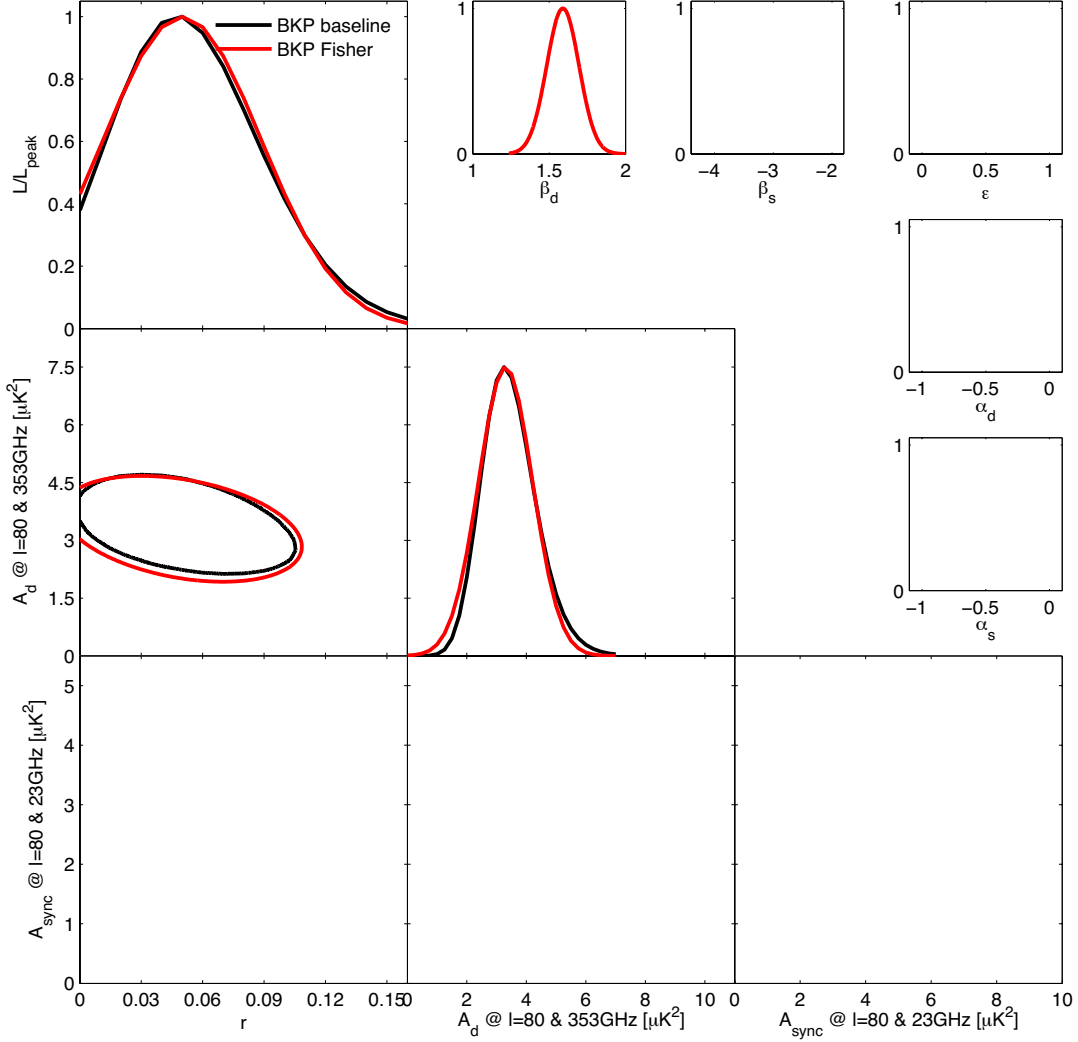 BKP baseline
BKP Fisher
L/L_peak
1
0.8
0.6
0.4
0.2
0
1
0
1 1.5 2
β_d
1
0
−4 −3 −2
β_s
1
0
0 0.5 1
ε
1
0
−1 −0.5 0
α_d
1
0
−1 −0.5 0
α_s
A_d @ l=80 & 353GHz [μK²]
7.5
6
4.5
3
1.5
0
A_sync @ l=80 & 23GHz [μK²]
5
4
3
2
1
0
0 0.03 0.06 0.09 0.12 0.15
r
0 2 4 6 8 10
A_d @ l=80 & 353GHz [μK²]
0 2 4 6 8 10
A_sync @ l=80 & 23GHz [μK²]